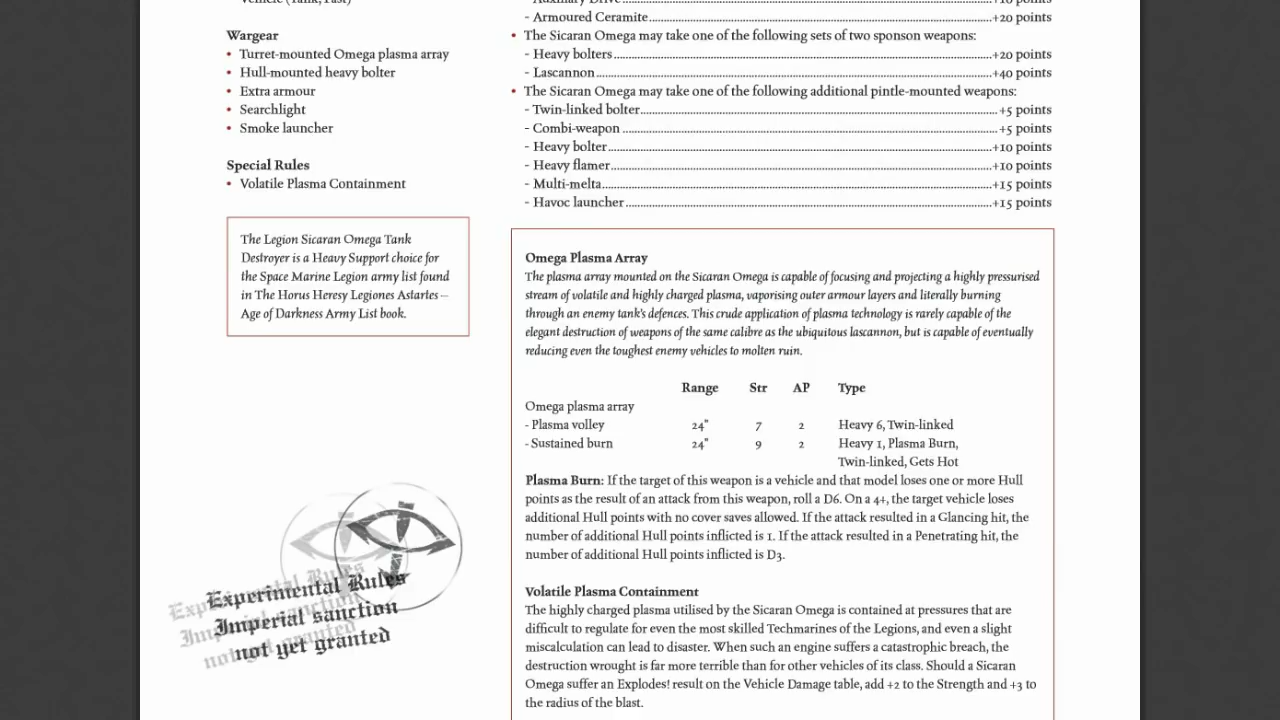 Vehicle (Tank, Fast)
Wargear
• Turret-mounted Omega plasma array
• Hull-mounted heavy bolter
• Extra armour
• Searchlight
• Smoke launcher
Special Rules
• Volatile Plasma Containment
The Legion Sicaran Omega Tank
Destroyer is a Heavy Support choice for
the Space Marine Legion army list found
in The Horus Heresy Legiones Astartes –
Age of Darkness Army List book.
Experimental Rules
Imperial sanction
not yet granted
- Auxiliary Drive +10 points
- Armoured Ceramite +20 points
• The Sicaran Omega may take one of the following sets of two sponson weapons:
- Heavy bolters +20 points
- Lascannon +40 points
• The Sicaran Omega may take one of the following additional pintle-mounted weapons:
- Twin-linked bolter +5 points
- Combi-weapon +5 points
- Heavy bolter +10 points
- Heavy flamer +10 points
- Multi-melta +15 points
- Havoc launcher +15 points
Omega Plasma Array
The plasma array mounted on the Sicaran Omega is capable of focusing and projecting a highly pressurised
stream of volatile and highly charged plasma, vaporising outer armour layers and literally burning
through an enemy tank's defences. This crude application of plasma technology is rarely capable of the
elegant destruction of weapons of the same calibre as the ubiquitous lascannon, but is capable of eventually
reducing even the toughest enemy vehicles to molten ruin.
Range Str AP Type
Omega plasma array
- Plasma volley 24" 7 2 Heavy 6, Twin-linked
- Sustained burn 24" 9 2 Heavy 1, Plasma Burn,
Twin-linked, Gets Hot
Plasma Burn: If the target of this weapon is a vehicle and that model loses one or more Hull
points as the result of an attack from this weapon, roll a D6. On a 4+, the target vehicle loses
additional Hull points with no cover saves allowed. If the attack resulted in a Glancing hit, the
number of additional Hull points inflicted is 1. If the attack resulted in a Penetrating hit, the
number of additional Hull points inflicted is D3.
Volatile Plasma Containment
The highly charged plasma utilised by the Sicaran Omega is contained at pressures that are
difficult to regulate for even the most skilled Techmarines of the Legions, and even a slight
miscalculation can lead to disaster. When such an engine suffers a catastrophic breach, the
destruction wrought is far more terrible than for other vehicles of its class. Should a Sicaran
Omega suffer an Explodes! result on the Vehicle Damage table, add +2 to the Strength and +3 to
the radius of the blast.